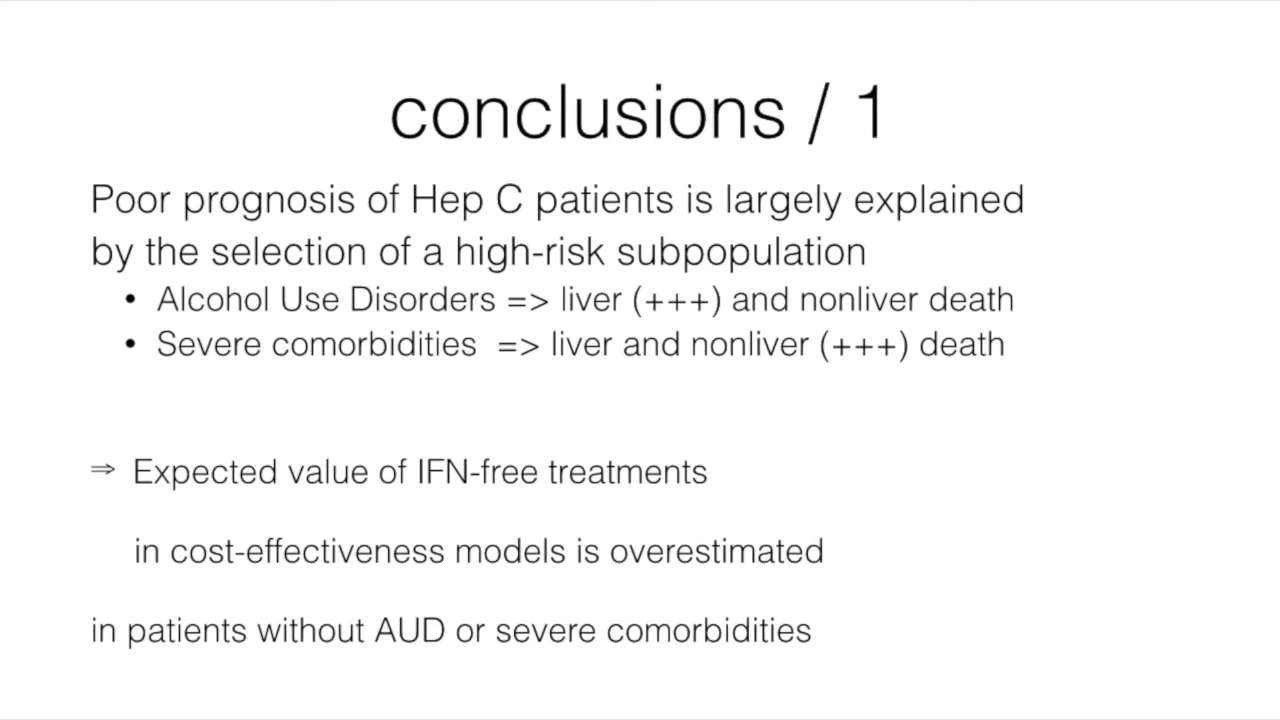 conclusions / 1
Poor prognosis of Hep C patients is largely explained
by the selection of a high-risk subpopulation
• Alcohol Use Disorders => liver (+++) and nonliver death
• Severe comorbidities => liver and nonliver (+++) death
⇒ Expected value of IFN-free treatments
in cost-effectiveness models is overestimated
in patients without AUD or severe comorbidities